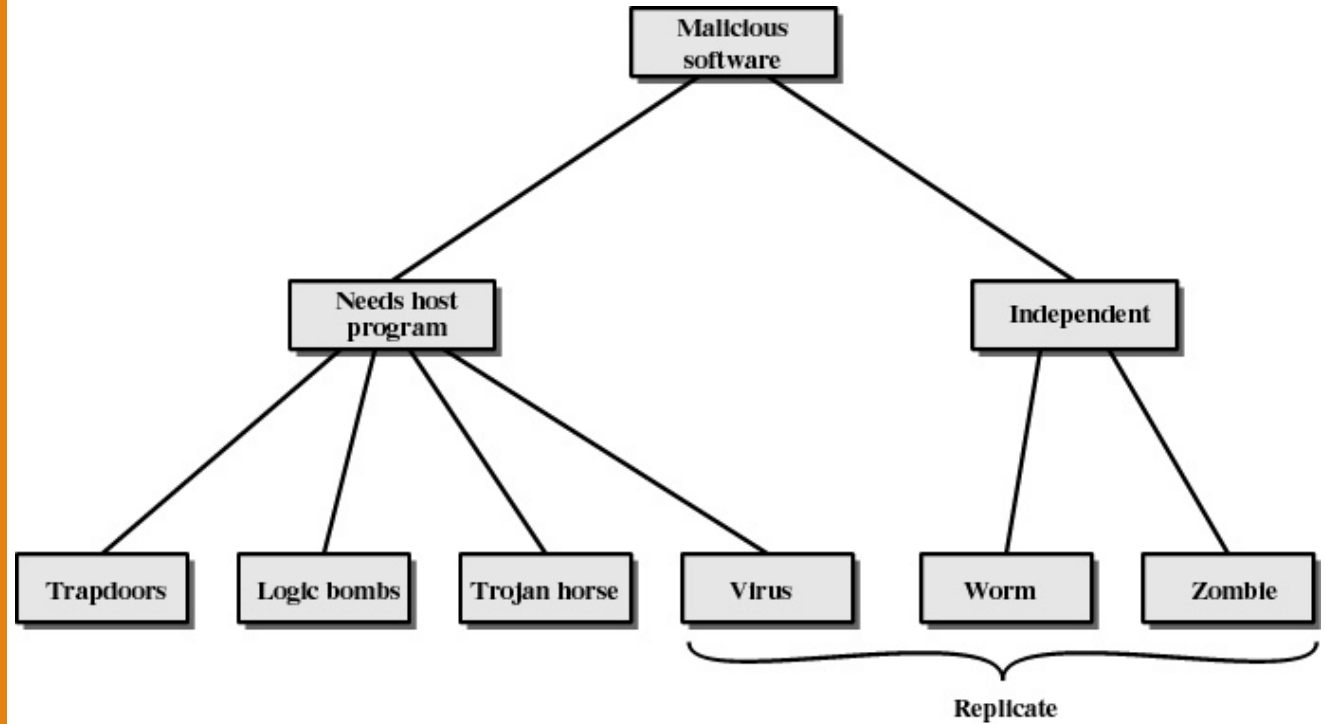 Malicious
software
Needs host
program
Independent
Trapdoors
Logic bombs
Trojan horse
Virus
Worm
Zombie
Replicate